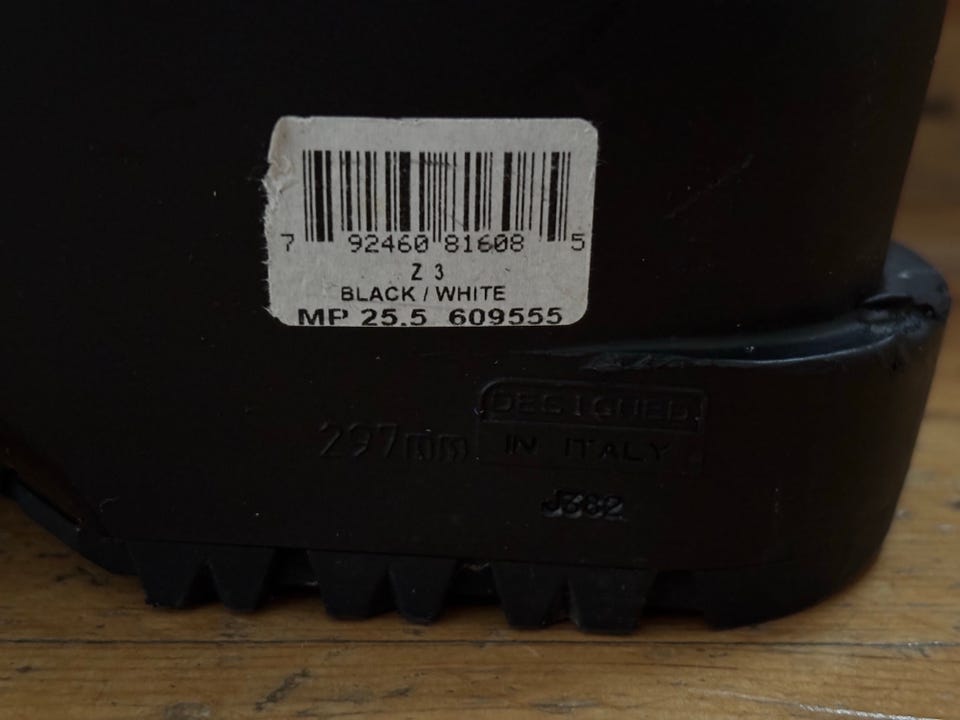 7 92460 81608 5
Z 3
BLACK / WHITE
MP 25.5 609555
297mm
DESIGNED
IN ITALY
J382